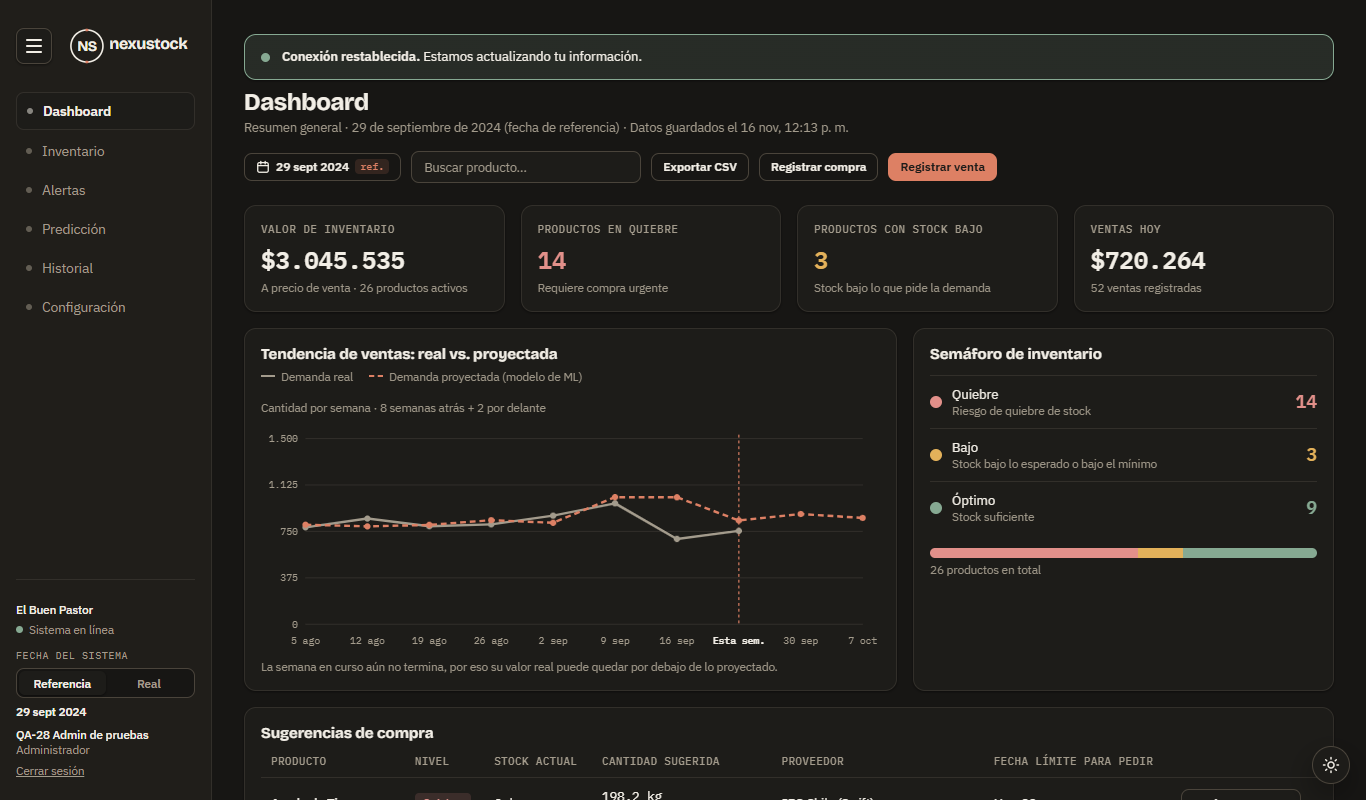 NS nexustock
Dashboard
Inventario
Alertas
Predicción
Historial
Configuración
El Buen Pastor
Sistema en línea
FECHA DEL SISTEMA
Referencia Real
29 sept 2024
QA-28 Admin de pruebas
Administrador
Cerrar sesión
Conexión restablecida. Estamos actualizando tu información.
Dashboard
Resumen general · 29 de septiembre de 2024 (fecha de referencia) · Datos guardados el 16 nov, 12:13 p. m.
29 sept 2024 ref. Buscar producto... Exportar CSV Registrar compra Registrar venta
VALOR DE INVENTARIO
$3.045.535
A precio de venta · 26 productos activos
PRODUCTOS EN QUIEBRE
14
Requiere compra urgente
PRODUCTOS CON STOCK BAJO
3
Stock bajo lo que pide la demanda
VENTAS HOY
$720.264
52 ventas registradas
Tendencia de ventas: real vs. proyectada
Demanda real Demanda proyectada (modelo de ML)
Cantidad por semana · 8 semanas atrás + 2 por delante
1.500
1.125
750
375
0
5 ago 12 ago 19 ago 26 ago 2 sep 9 sep 16 sep Esta sem. 30 sep 7 oct
La semana en curso aún no termina, por eso su valor real puede quedar por debajo de lo proyectado.
Semáforo de inventario
Quiebre 14
Riesgo de quiebre de stock
Bajo 3
Stock bajo lo esperado o bajo el mínimo
Óptimo 9
Stock suficiente
26 productos en total
Sugerencias de compra
PRODUCTO NIVEL STOCK ACTUAL CANTIDAD SUGERIDA PROVEEDOR FECHA LÍMITE PARA PEDIR
198,2 kg